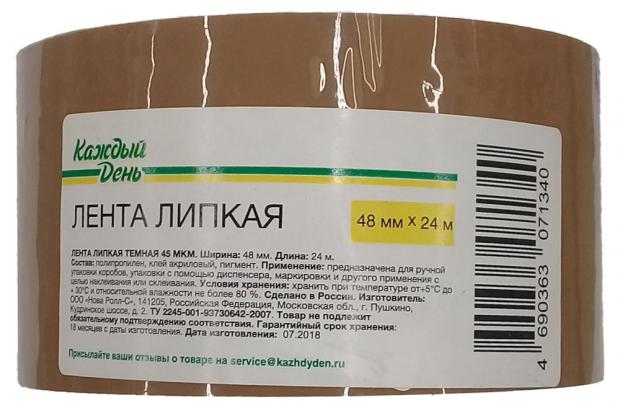 Каждый
День
ЛЕНТА ЛИПКАЯ
48 мм x 24 м
ЛЕНТА ЛИПКАЯ ТЕМНАЯ 45 МКМ. Ширина: 48 мм. Длина: 24 м.
Состав: полипропилен, клей акриловый, пигмент. Применение: предназначена для ручной
упаковки коробов, упаковки с помощью диспенсера, маркировки и другого применения с
целью наклеивания или склеивания. Условия хранения: хранить при температуре от+5°С до
+ 30°С и относительной влажности не более 80 %. Сделано в России. Изготовитель:
ООО «Нова Ролл-С», 141205, Российская Федерация, Московская обл., г. Пушкино,
Кудринское шоссе, д. 2. ТУ 2245-001-93730642-2007. Товар не подлежит
обязательному подтверждению соответствия. Гарантийный срок хранения:
18 месяцев с даты изготовления. Дата изготовления: 07.2018
Присылайте ваши отзывы о товаре на service@kazhdyden.ru
4 690363 071340